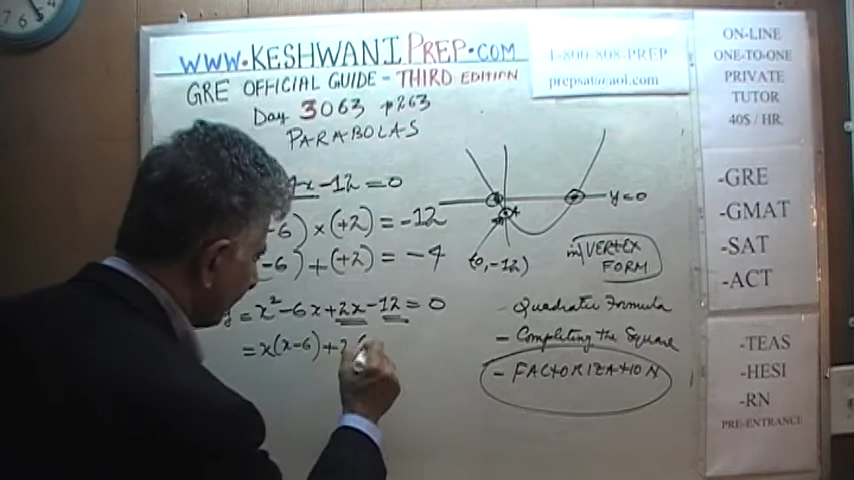 WWW.KESHWANIPREP.COM
GRE OFFICIAL GUIDE - THIRD EDITION
Day 3063 p263
PARABOLAS
4x - 12 = 0
-6) × (+2) = -12
-6) + (+2) = -4
y = x² - 6x + 2x - 12 = 0
= x(x-6) + 2
y=0
(0,-12)
VERTEX
FORM
- Quadratic Formula
- Completing the Square
- FACTORIZATION
1-800-808-PREP
prepsat@aol.com
ON-LINE
ONE-TO-ONE
PRIVATE
TUTOR
40$ / HR.
-GRE
-GMAT
-SAT
-ACT
-TEAS
-HESI
-RN
PRE-ENTRANCE